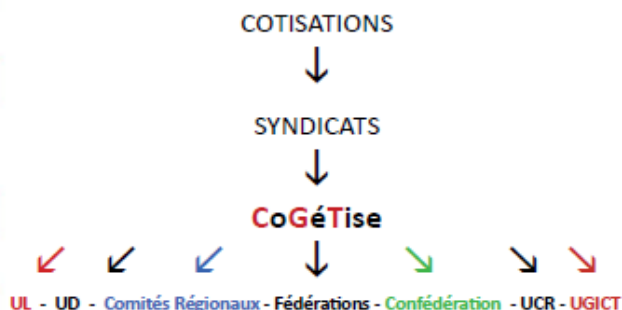 COTISATIONS
SYNDICATS
CoGéTise
UL - UD - Comités Régionaux - Fédérations - Confédération - UCR - UGICT